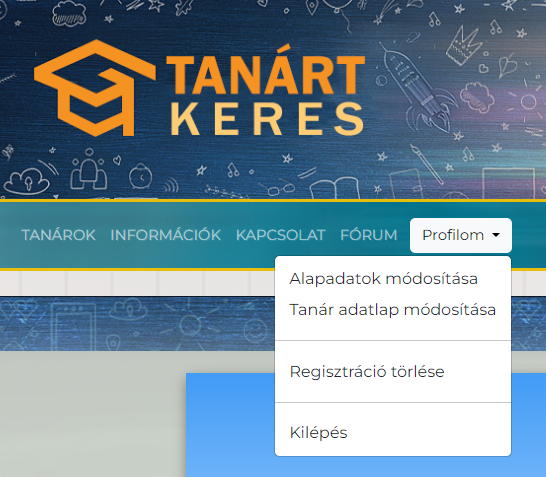 TANÁRT
KERES
TANÁROK INFORMÁCIÓK KAPCSOLAT FÓRUM Profilom
Alapadatok módosítása
Tanár adatlap módosítása
Regisztráció törlése
Kilépés